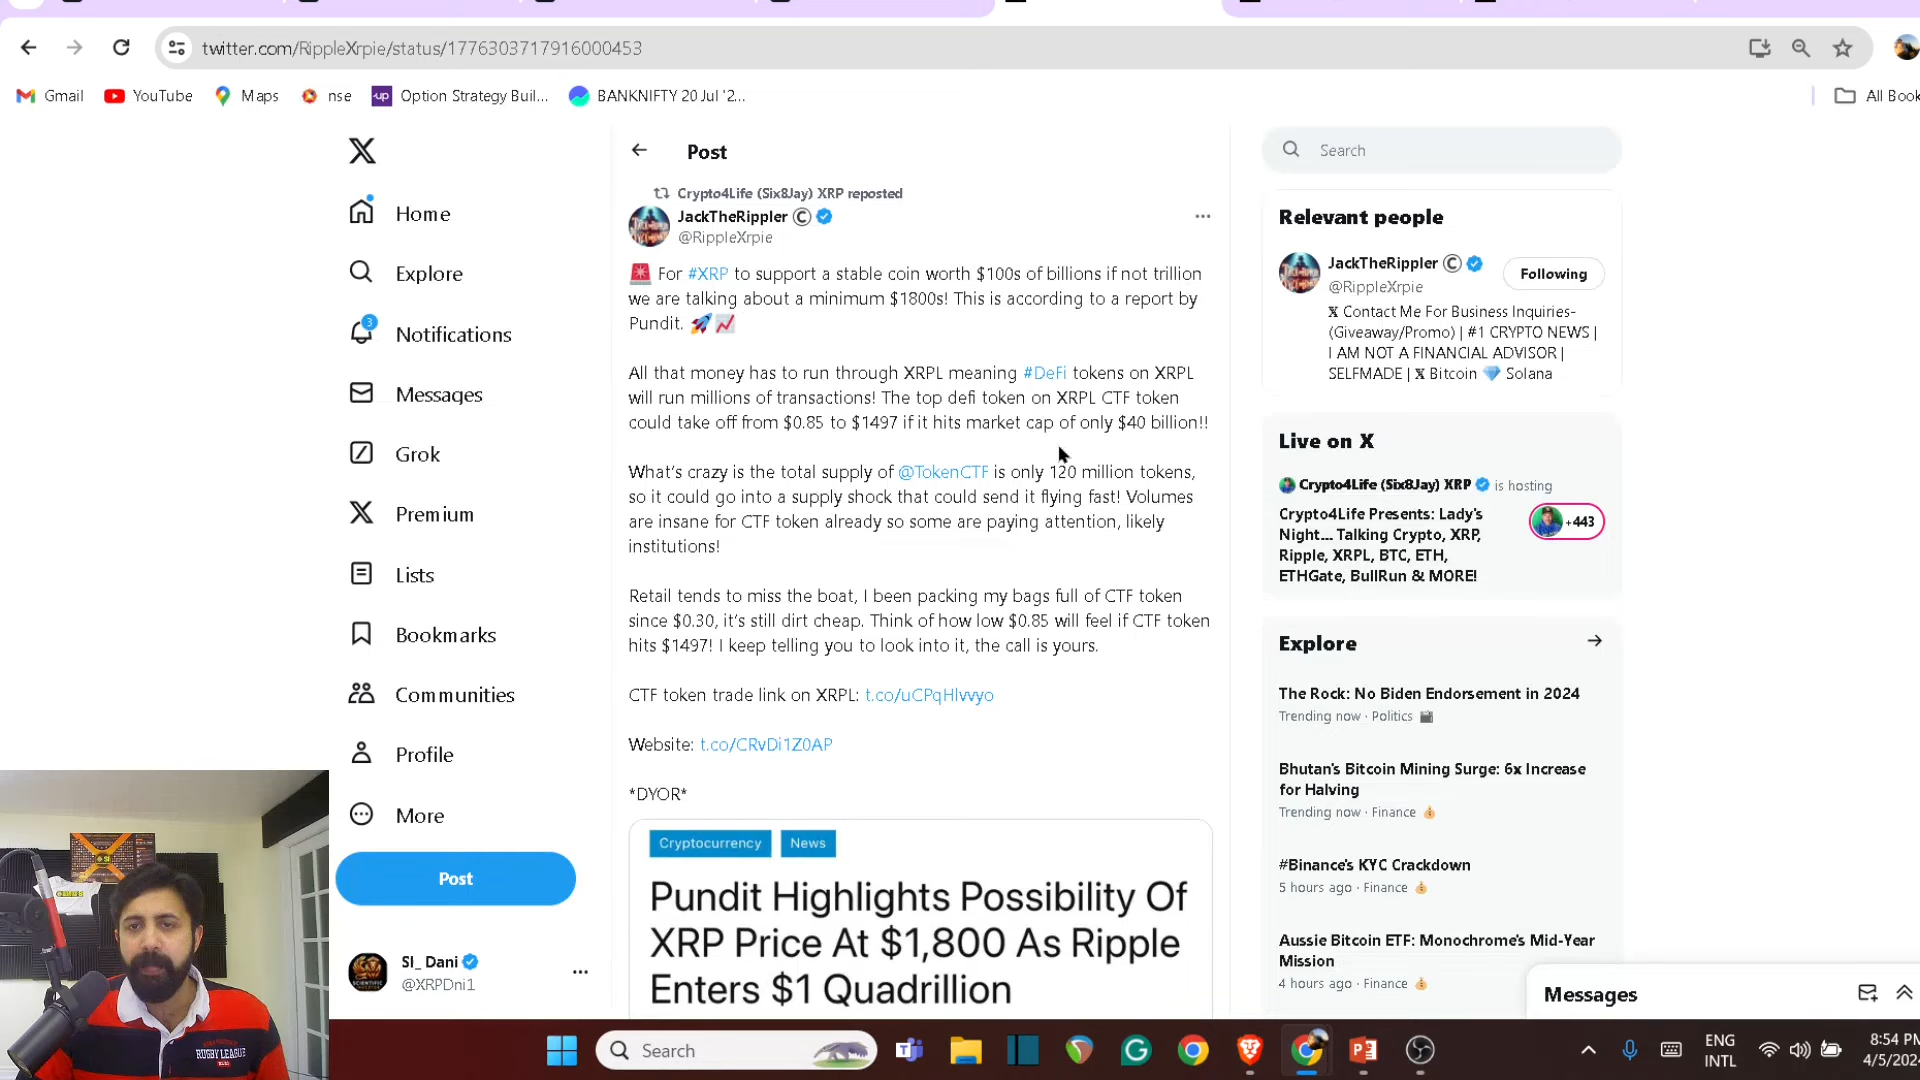 twitter.com/RippleXrpie/status/1776303717916000453
Gmail
YouTube
Maps
nse
up
Option Strategy Buil...
BANKNIFTY 20 Jul '2...
All Book
Home
Explore
3
Notifications
Messages
Grok
Premium
Lists
Bookmarks
Communities
Profile
More
Post
SI_ Dani
@XRPDni1
Post
Crypto4Life (Six8Jay) XRP reposted
JackTheRippler ©
@RippleXrpie
🚨 For #XRP to support a stable coin worth $100s of billions if not trillion
we are talking about a minimum $1800s! This is according to a report by
Pundit. 🚀📈
All that money has to run through XRPL meaning #DeFi tokens on XRPL
will run millions of transactions! The top defi token on XRPL CTF token
could take off from $0.85 to $1497 if it hits market cap of only $40 billion!!
What's crazy is the total supply of @TokenCTF is only 120 million tokens,
so it could go into a supply shock that could send it flying fast! Volumes
are insane for CTF token already so some are paying attention, likely
institutions!
Retail tends to miss the boat, I been packing my bags full of CTF token
since $0.30, it's still dirt cheap. Think of how low $0.85 will feel if CTF token
hits $1497! I keep telling you to look into it, the call is yours.
CTF token trade link on XRPL: t.co/uCPqHlvvyo
Website: t.co/CRvDi1Z0AP
*DYOR*
Cryptocurrency
News
Pundit Highlights Possibility Of
XRP Price At $1,800 As Ripple
Enters $1 Quadrillion
Search
Relevant people
JackTheRippler ©
@RippleXrpie
Following
𝕏 Contact Me For Business Inquiries-
(Giveaway/Promo) | #1 CRYPTO NEWS |
I AM NOT A FINANCIAL ADVISOR |
SELFMADE | 𝕏 Bitcoin 💎 Solana
Live on X
Crypto4Life (Six8Jay) XRP is hosting
Crypto4Life Presents: Lady's
Night... Talking Crypto, XRP,
Ripple, XRPL, BTC, ETH,
ETHGate, BullRun & MORE!
+443
Explore
The Rock: No Biden Endorsement in 2024
Trending now · Politics
Bhutan's Bitcoin Mining Surge: 6x Increase
for Halving
Trending now · Finance
#Binance's KYC Crackdown
5 hours ago · Finance
Aussie Bitcoin ETF: Monochrome's Mid-Year
Mission
4 hours ago · Finance
Messages
RUGBY LEAGUE
Search
ENG
INTL
8:54 PM
4/5/2024